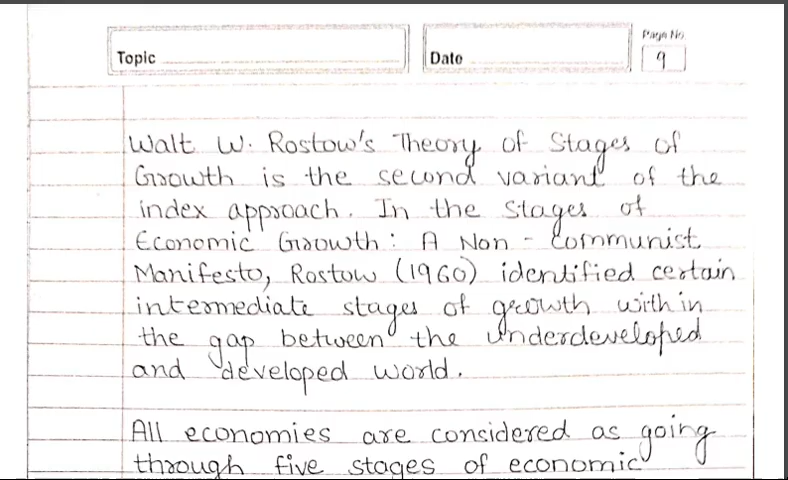 Topic
Date
Page No
9
Walt W. Rostow's Theory of Stages of
Growth is the second variant of the
index approach. In the Stages of
Economic Growth: A Non - Communist
Manifesto, Rostow (1960) identified certain
intermediate stages of growth within
the gap between the underdeveloped
and developed world.
All economies are considered as going
through five stages of economic